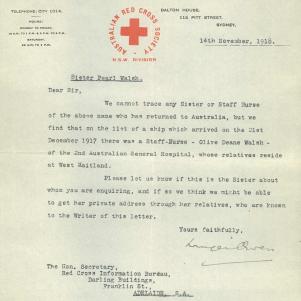 TELEPHONE: CITY 1014.
HOURS:
SATURDAY,
AUSTRALIAN RED CROSS SOCIETY
N.S.W. DIVISION
DALTON HOUSE,
115 PITT STREET,
SYDNEY.
14th November, 1918.
Sister Pearl Walsh.
Dear Sir,
We cannot trace any Sister or Staff Nurse
of the above name who has returned to Australia, but we
find that on the list of a ship which arrived on the 21st
December 1917 there was a Staff-Nurse - Olive Deane Walsh -
of the 2nd Australian General Hospital, whose relatives reside
at West Maitland.
Please let us know if this is the Sister about
whom you are enquiring, and if so we think we might be able
to get her private address through her relatives, who are known
to the Writer of this letter.
Yours faithfully,
The Hon. Secretary,
Red Cross Information Bureau,
Darling Buildings,
Franklin St.,
ADELAIDE, S.A.